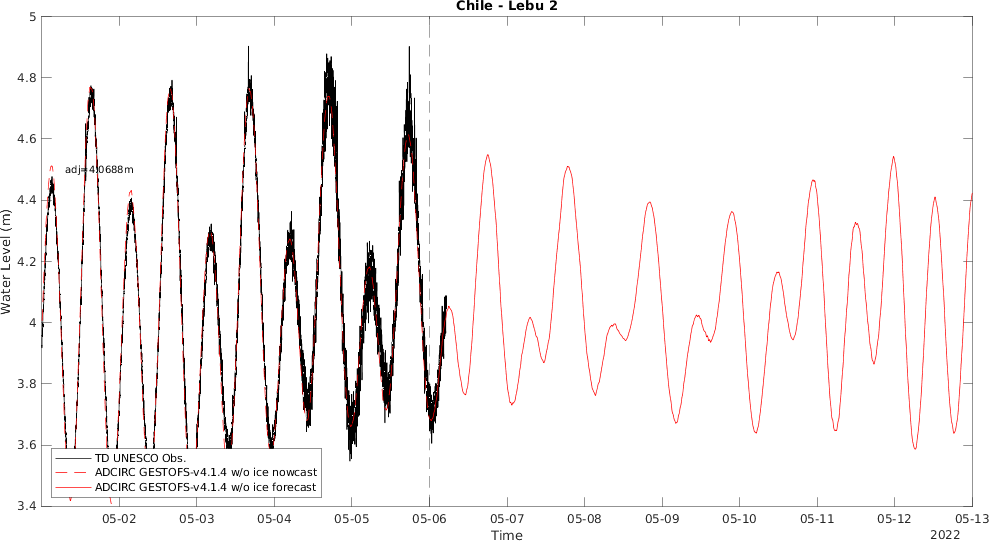 Chile - Lebu 2
5
4.8
4.6
4.4
4.2
4
3.8
3.6
3.4
Water Level (m)
adj=4.0688m
TD UNESCO Obs.
ADCIRC GESTOFS-v4.1.4 w/o ice nowcast
ADCIRC GESTOFS-v4.1.4 w/o ice forecast
05-02 05-03 05-04 05-05 05-06 05-07 05-08 05-09 05-10 05-11 05-12 05-13
Time
2022